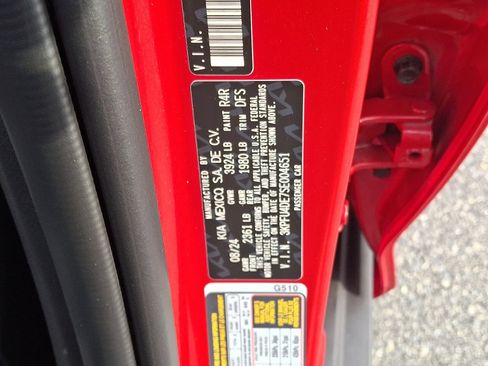 V.I.N.
MANUFACTURED BY
KIA MEXICO, S.A. DE C.V.
08/24 GVWR 3924 LB PAINT R4R
GAWR FRONT 2361 LB GAWR REAR 1980 LB TRIM DFS
THIS VEHICLE CONFORMS TO ALL APPLICABLE U.S.A. FEDERAL
MOTOR VEHICLE SAFETY, BUMPER, AND THEFT PREVENTION STANDARDS
IN EFFECT ON THE DATE OF MANUFACTURE SHOWN ABOVE.
V.I.N.: 3KPFU4DE7SE004651
PASSENGER CAR
G510